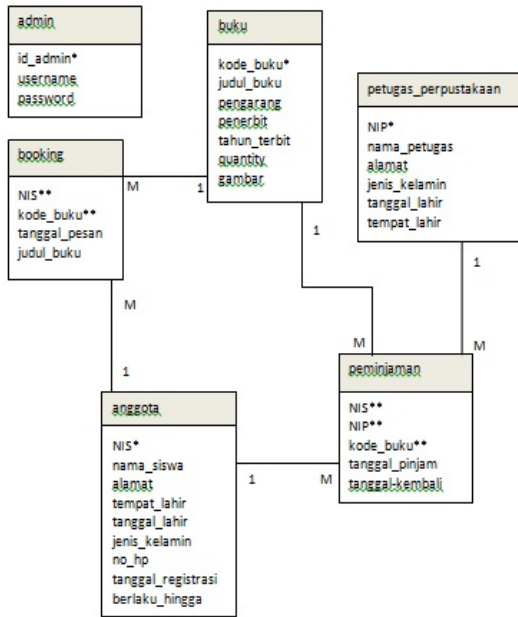 admin
id_admin*
username
password
buku
kode_buku*
judul_buku
pengarang
penerbit
tahun_terbit
quantity
gambar
petugas_perpustakaan
NIP*
nama_petugas
alamat
jenis_kelamin
tanggal_lahir
tempat_lahir
booking
NIS**
kode_buku**
tanggal_pesan
judul_buku
M
1
1
1
M
M
M
1
peminjaman
NIS**
NIP**
kode_buku**
tanggal_pinjam
tanggal-kembali
anggota
NIS*
nama_siswa
alamat
tempat_lahir
tanggal_lahir
jenis_kelamin
no_hp
tanggal_registrasi
berlaku_hingga
1
M